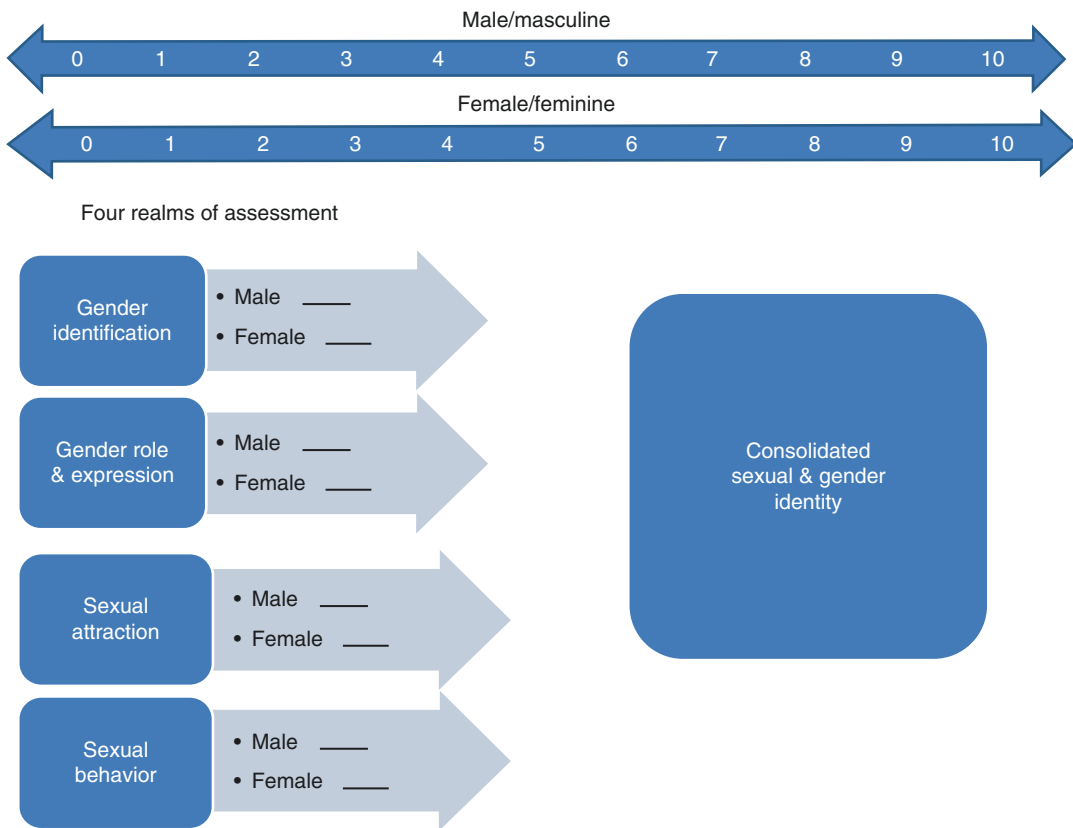 Male/masculine
0 1 2 3 4 5 6 7 8 9 10
Female/feminine
0 1 2 3 4 5 6 7 8 9 10
Four realms of assessment
Gender
identification
• Male ____
• Female ____
Gender role
& expression
• Male ____
• Female ____
Sexual
attraction
• Male ____
• Female ____
Sexual
behavior
• Male ____
• Female ____
Consolidated
sexual & gender
identity